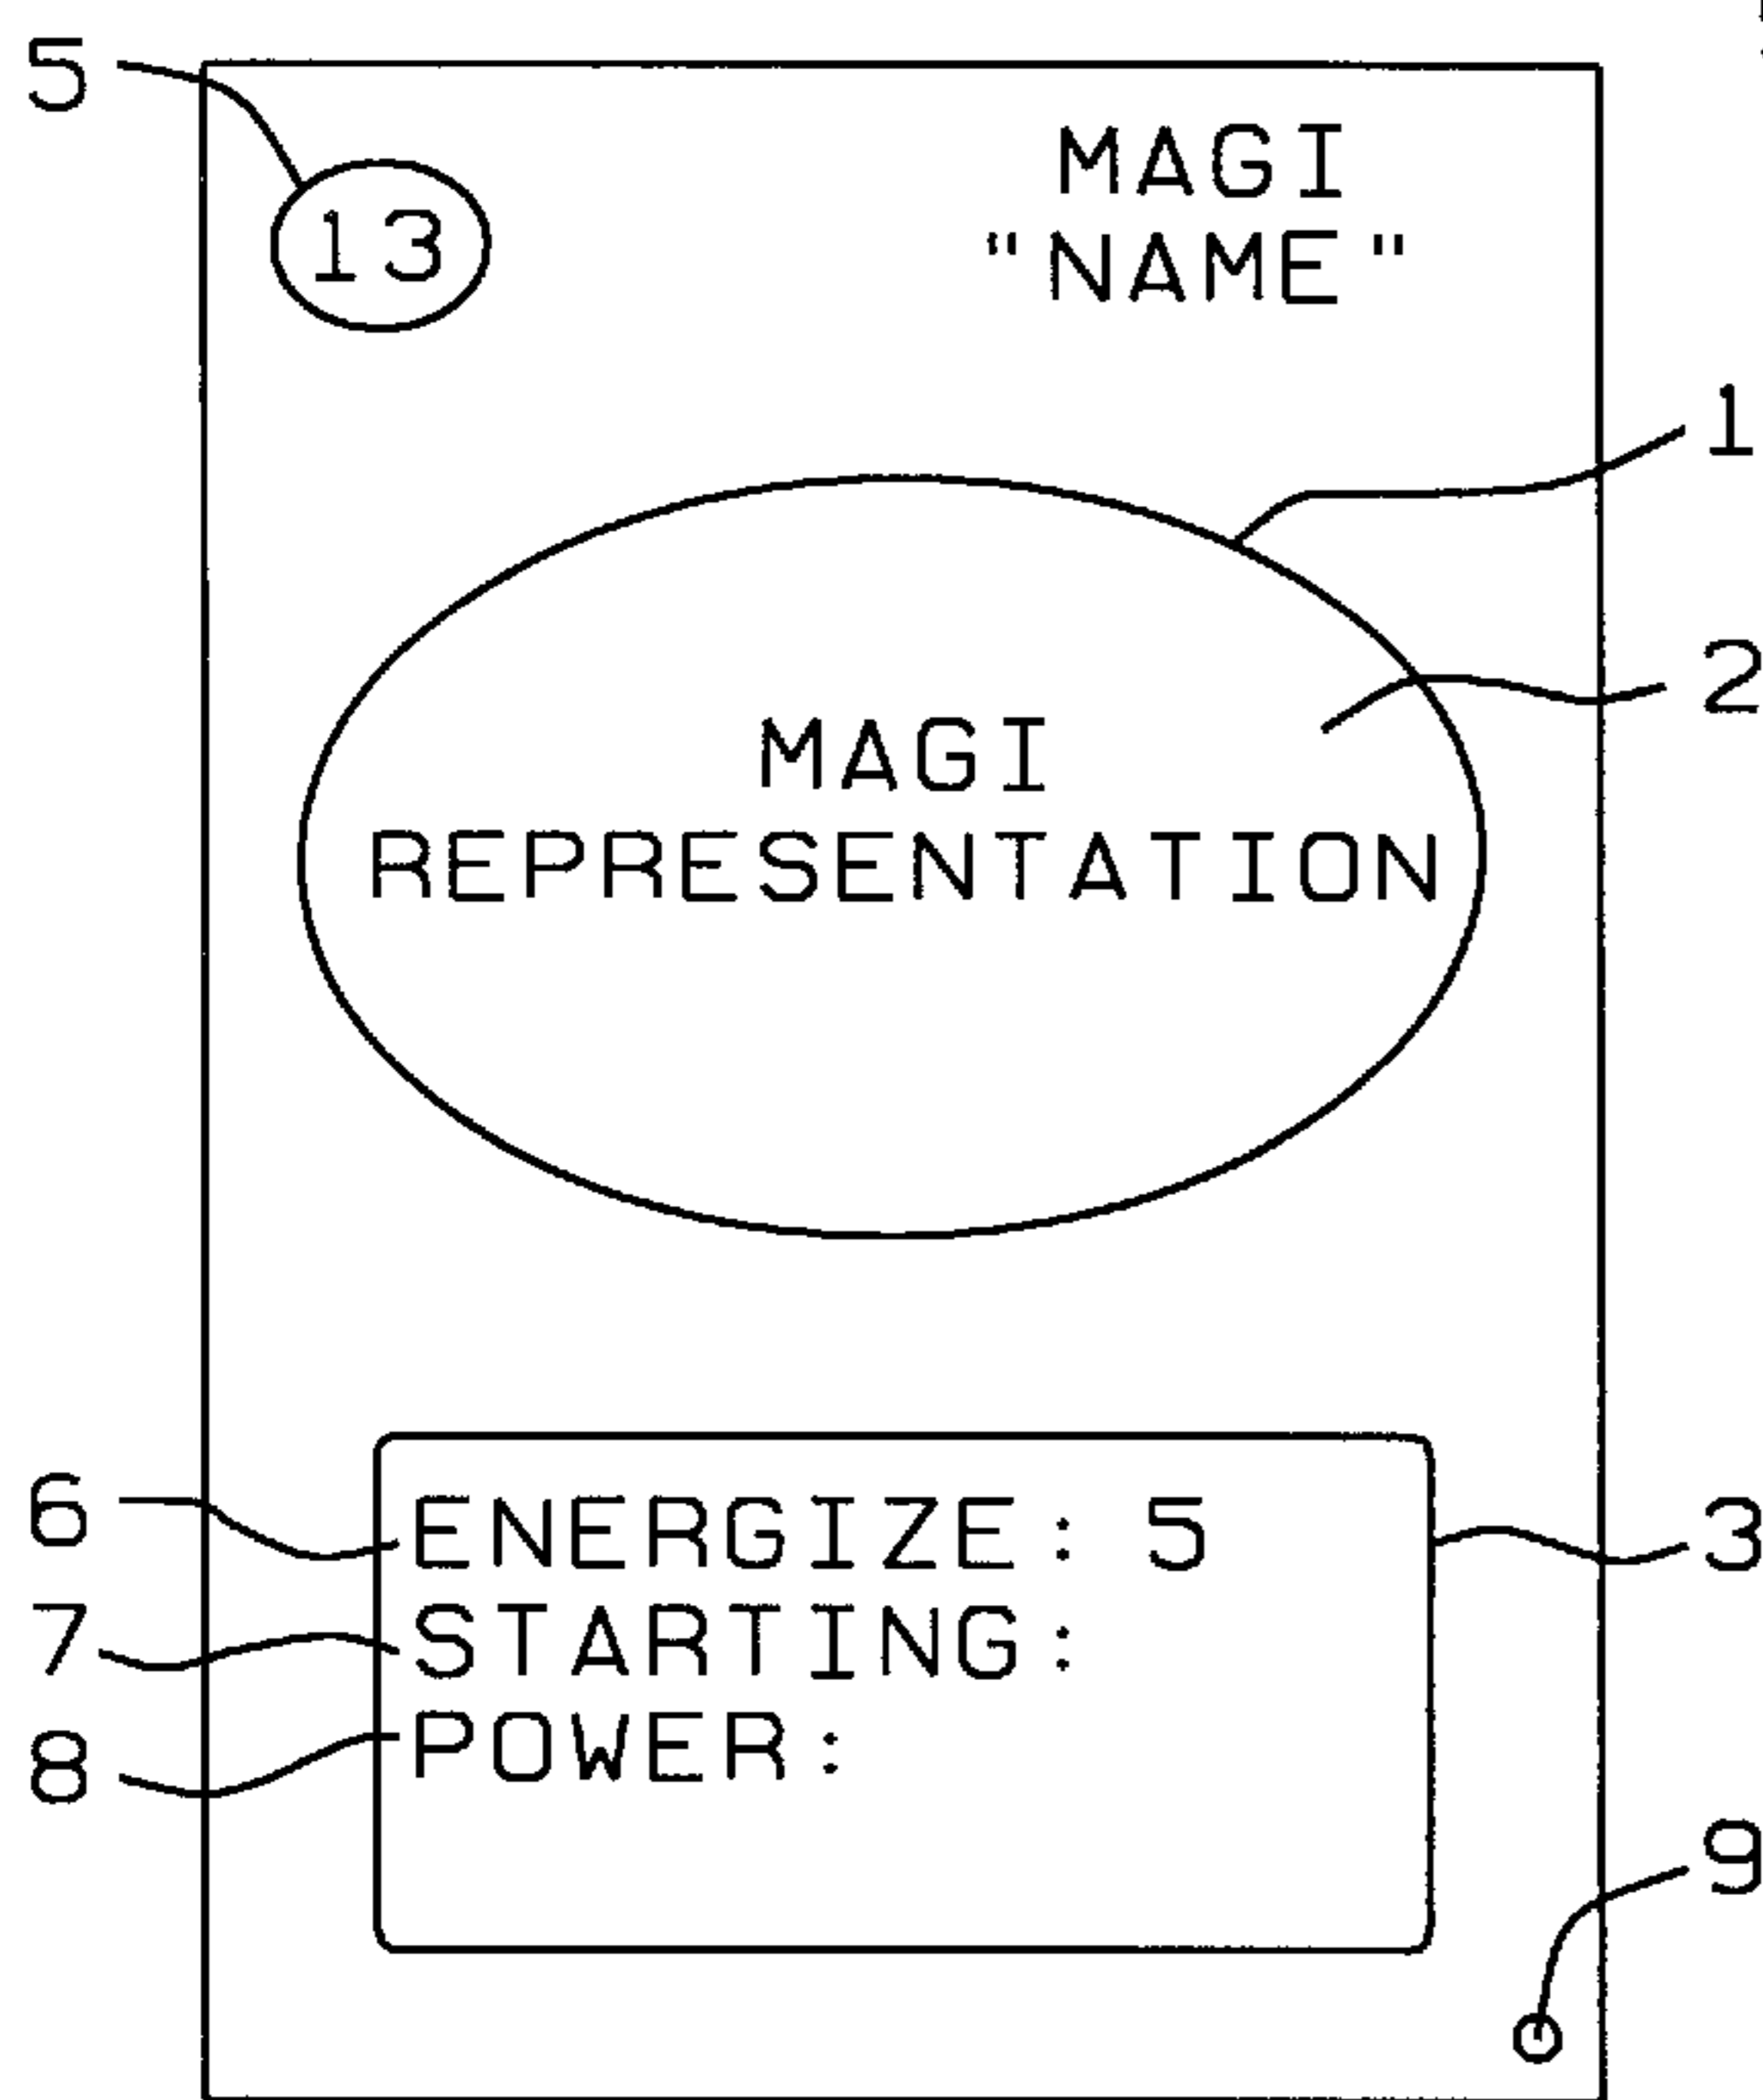 5
MAGI
13
"NAME"
1
2
MAGI
REPRESENTATION
6
ENERGIZE: 5
3
7
STARTING:
8
POWER:
9